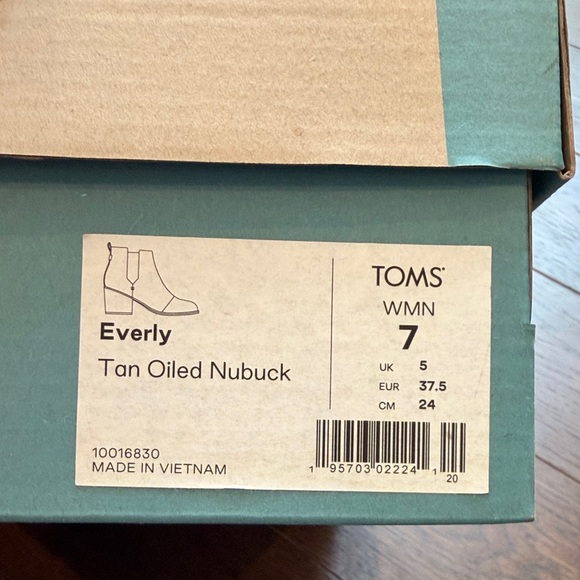 Everly
Tan Oiled Nubuck
10016830
MADE IN VIETNAM
TOMS
WMN
7
UK 5
EUR 37.5
CM 24
1 95703 02224 1
20